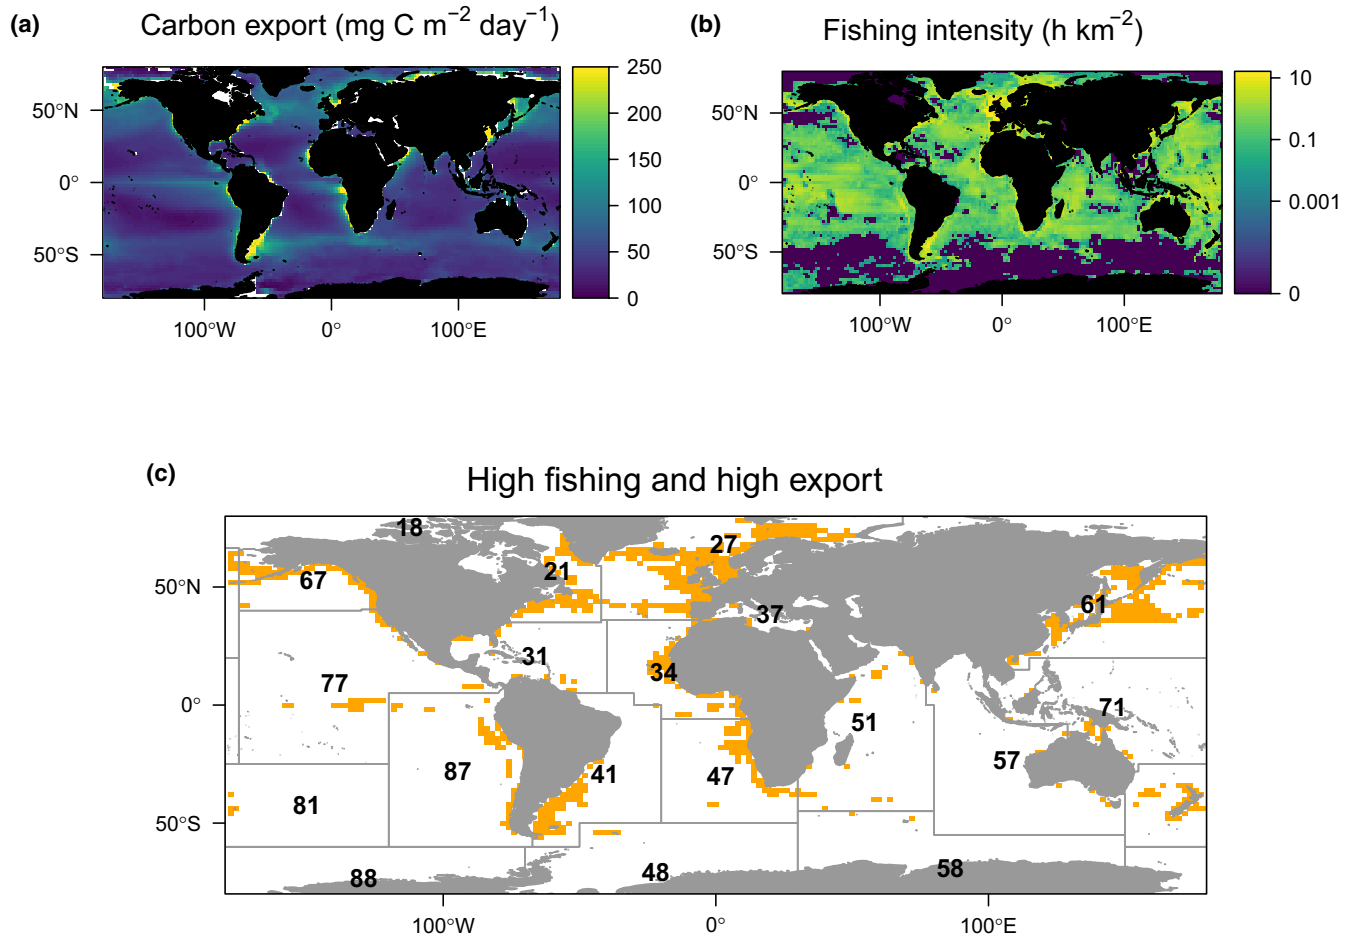 (a) Carbon export (mg C m⁻² day⁻¹)
50°N
0°
50°S
100°W 0° 100°E
250
200
150
100
50
0
(b) Fishing intensity (h km⁻²)
50°N
0°
50°S
100°W 0° 100°E
10
0.1
0.001
0
(c) High fishing and high export
50°N
0°
50°S
18
27
21
67
61
37
31
34
77
71
51
57
87
41
47
81
48
58
88
100°W 0° 100°E